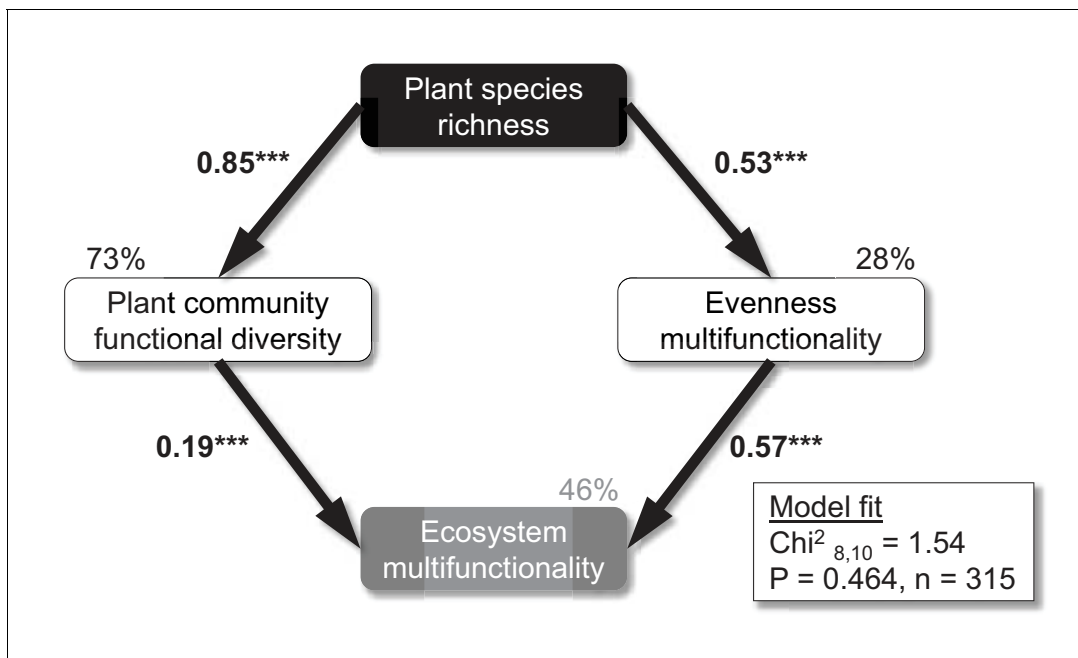 Plant species
richness
0.85***
0.53***
73%
28%
Plant community
functional diversity
Evenness
multifunctionality
0.19***
0.57***
46%
Ecosystem
multifunctionality
Model fit
Chi² ₈,₁₀ = 1.54
P = 0.464, n = 315